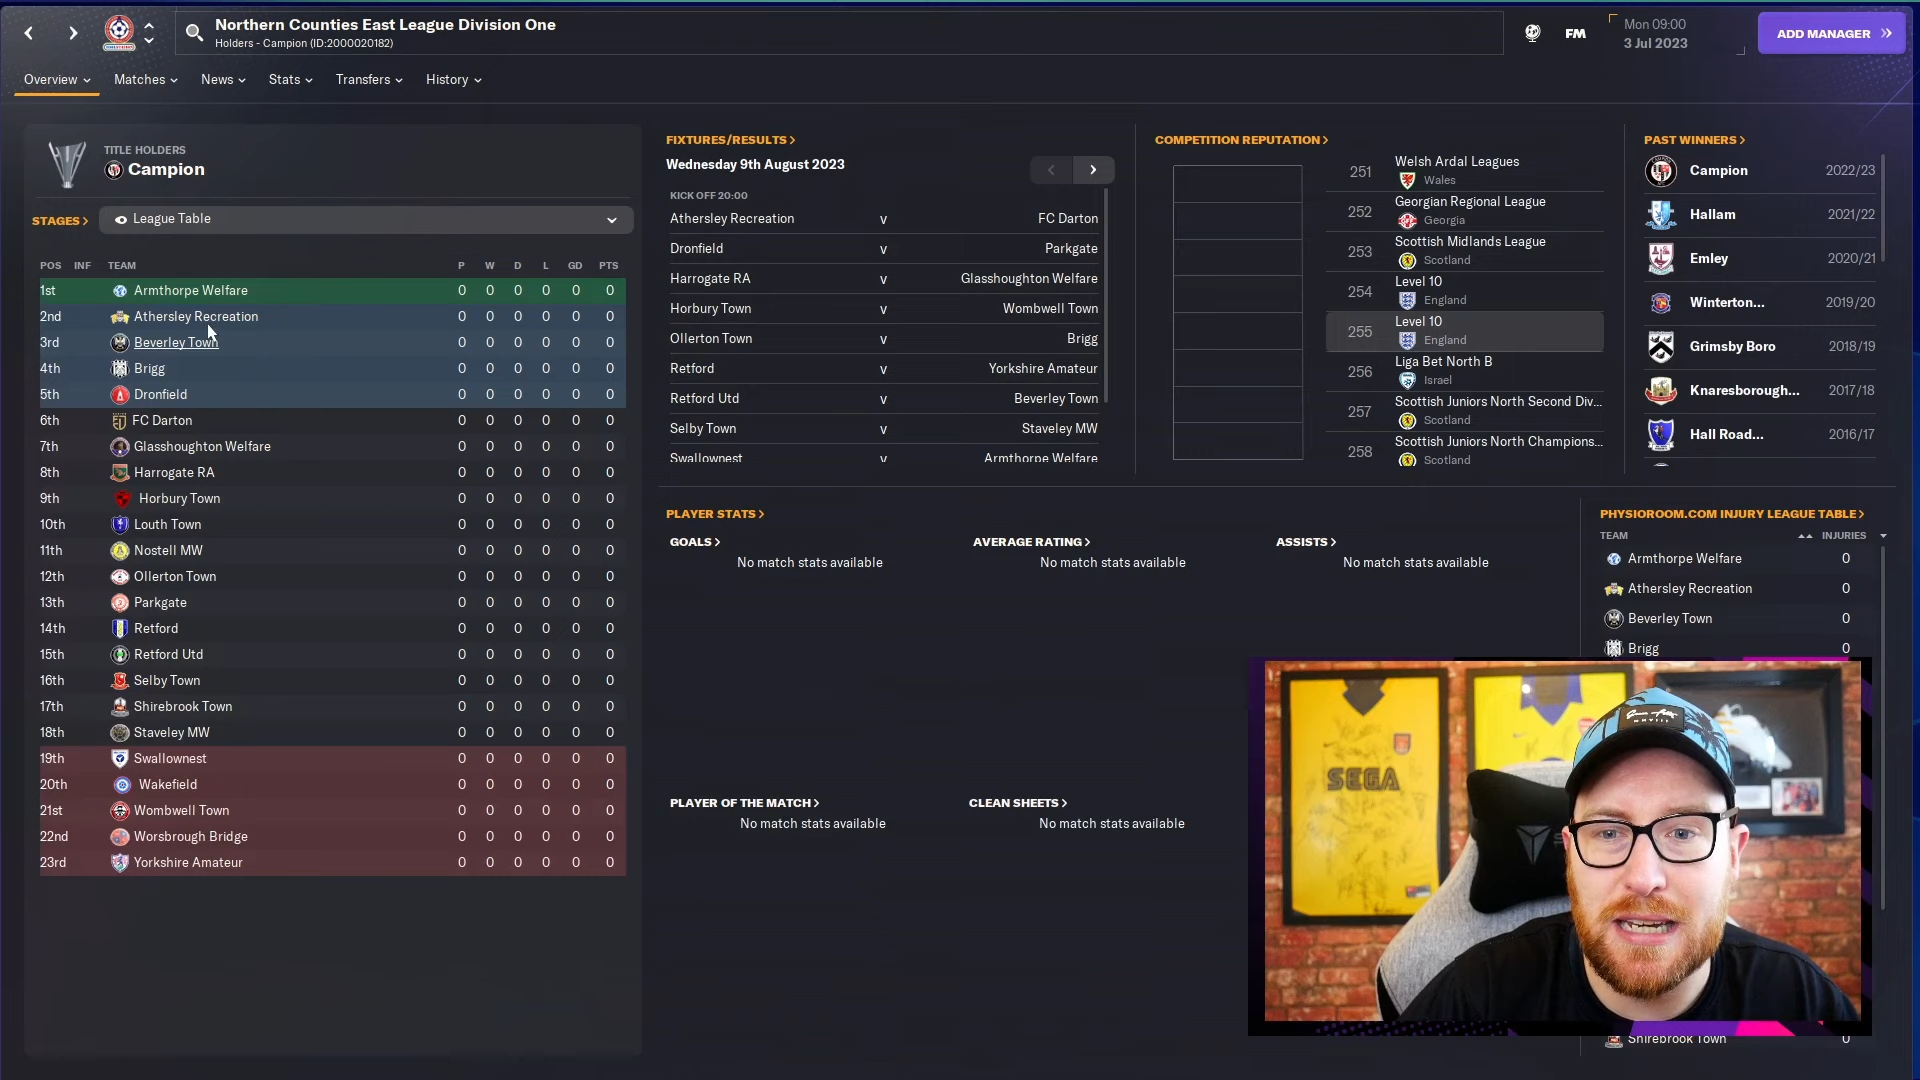 Northern Counties East League Division One
Holders - Campion (ID:2000020182)
FM
Mon 09:00
3 Jul 2023
ADD MANAGER
Overview
Matches
News
Stats
Transfers
History
TITLE HOLDERS
Campion
STAGES
League Table
POS INF TEAM P W D L GD PTS
1st Armthorpe Welfare 0 0 0 0 0 0
2nd Athersley Recreation 0 0 0 0 0 0
3rd Beverley Town 0 0 0 0 0 0
4th Brigg 0 0 0 0 0 0
5th Dronfield 0 0 0 0 0 0
6th FC Darton 0 0 0 0 0 0
7th Glasshoughton Welfare 0 0 0 0 0 0
8th Harrogate RA 0 0 0 0 0 0
9th Horbury Town 0 0 0 0 0 0
10th Louth Town 0 0 0 0 0 0
11th Nostell MW 0 0 0 0 0 0
12th Ollerton Town 0 0 0 0 0 0
13th Parkgate 0 0 0 0 0 0
14th Retford 0 0 0 0 0 0
15th Retford Utd 0 0 0 0 0 0
16th Selby Town 0 0 0 0 0 0
17th Shirebrook Town 0 0 0 0 0 0
18th Staveley MW 0 0 0 0 0 0
19th Swallownest 0 0 0 0 0 0
20th Wakefield 0 0 0 0 0 0
21st Wombwell Town 0 0 0 0 0 0
22nd Worsbrough Bridge 0 0 0 0 0 0
23rd Yorkshire Amateur 0 0 0 0 0 0
FIXTURES/RESULTS
Wednesday 9th August 2023
KICK OFF 20:00
Athersley Recreation v FC Darton
Dronfield v Parkgate
Harrogate RA v Glasshoughton Welfare
Horbury Town v Wombwell Town
Ollerton Town v Brigg
Retford v Yorkshire Amateur
Retford Utd v Beverley Town
Selby Town v Staveley MW
Swallownest v Armthorpe Welfare
COMPETITION REPUTATION
251 Welsh Ardal Leagues
Wales
252 Georgian Regional League
Georgia
253 Scottish Midlands League
Scotland
254 Level 10
England
255 Level 10
England
256 Liga Bet North B
Israel
257 Scottish Juniors North Second Div...
Scotland
258 Scottish Juniors North Champions...
Scotland
PAST WINNERS
Campion 2022/23
Hallam 2021/22
Emley 2020/21
Winterton... 2019/20
Grimsby Boro 2018/19
Knaresborough... 2017/18
Hall Road... 2016/17
PLAYER STATS
GOALS
No match stats available
AVERAGE RATING
No match stats available
ASSISTS
No match stats available
PLAYER OF THE MATCH
No match stats available
CLEAN SHEETS
No match stats available
PHYSIOROOM.COM INJURY LEAGUE TABLE
TEAM INJURIES
Armthorpe Welfare 0
Athersley Recreation 0
Beverley Town 0
Brigg 0
Shirebrook Town 0
SEGA